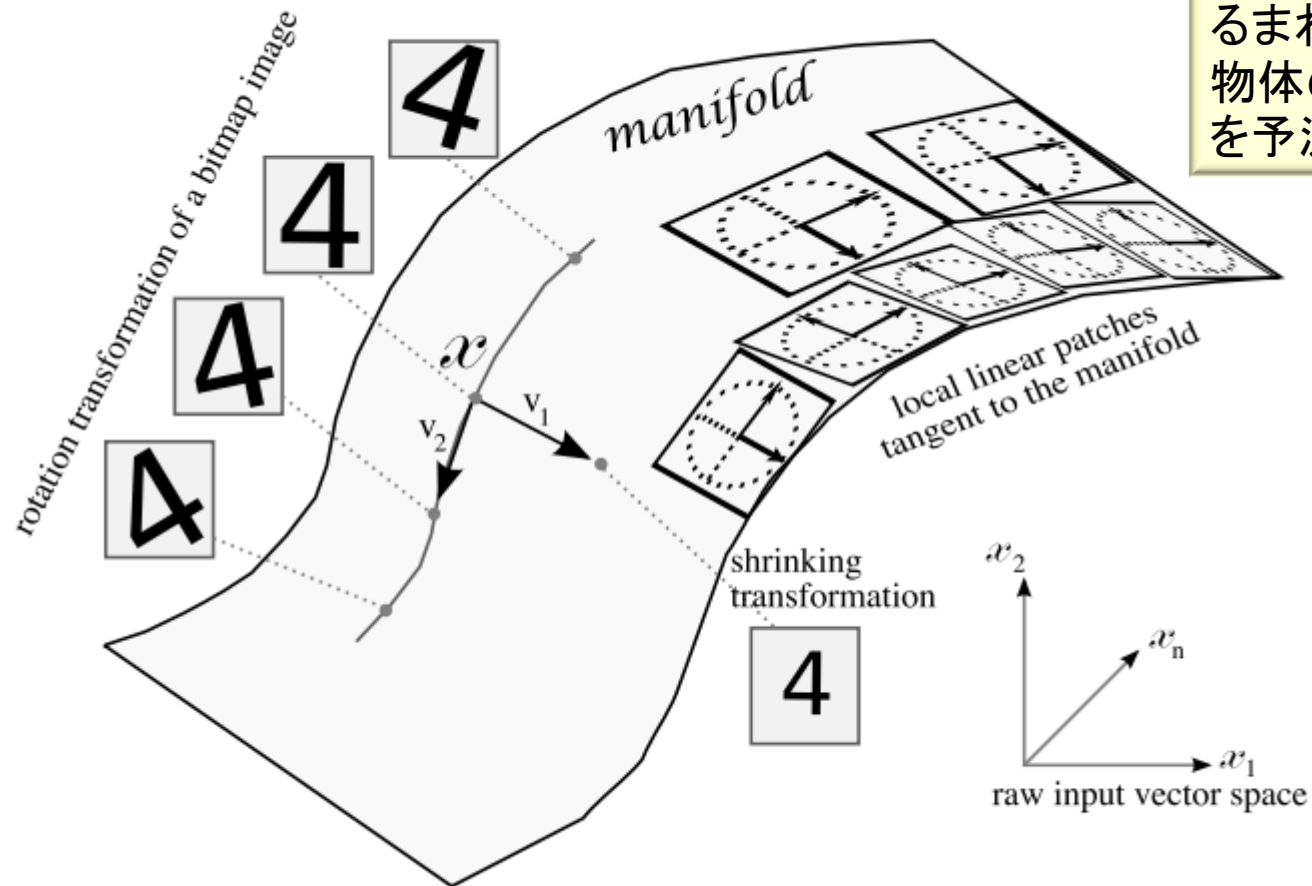 rotation transformation of a bitmap image
4
4
4
4
manifold
るまわ
物体の
を予測
x
v1
v2
local linear patches
tangent to the manifold
shrinking
transformation
4
x2
xn
x1
raw input vector space